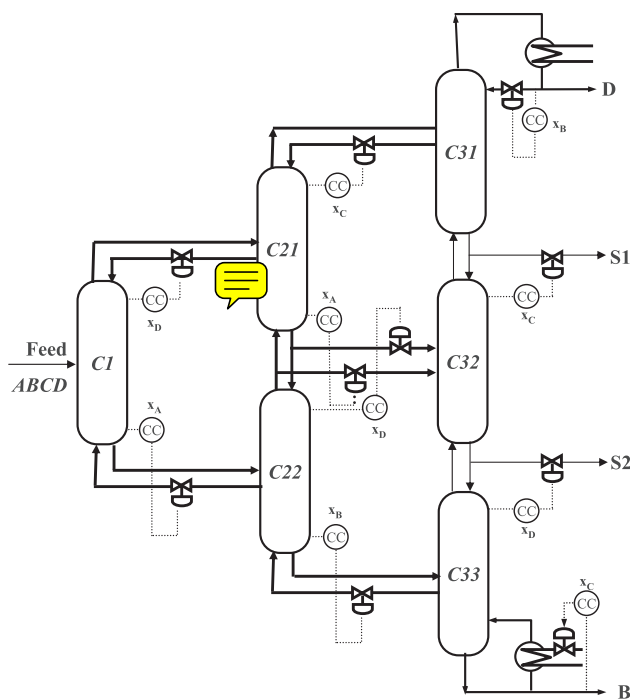 D
CC
x_B
C31
CC
x_C
C21
S1
x_A
CC
CC
x_C
CC
x_D
C32
Feed
ABCD
C1
CC
x_D
x_A
CC
S2
C22
x_B
CC
CC
x_D
C33
x_C
CC
B